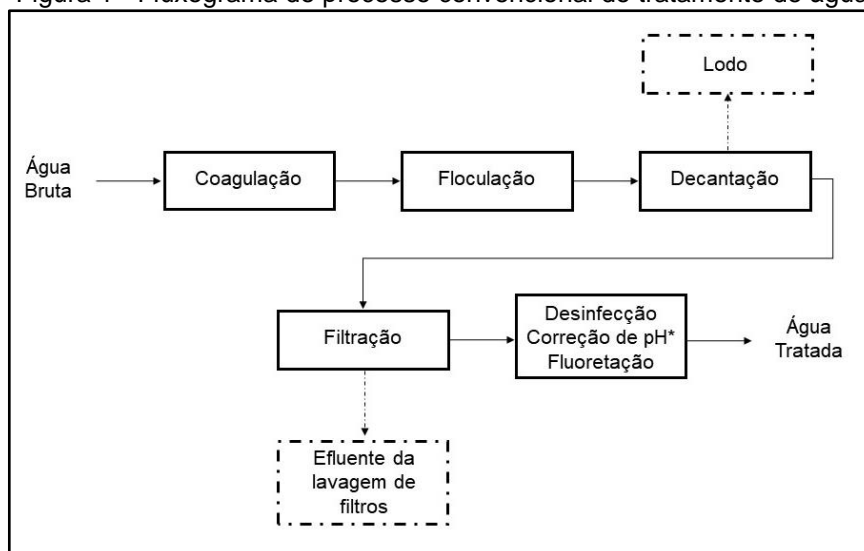 Figura 1 - Fluxograma do processo convencional de tratamento de água
Lodo
Água
Bruta
Coagulação
Floculação
Decantação
Filtração
Desinfecção
Correção de pH*
Fluoretação
Água
Tratada
Efluente da
lavagem de
filtros